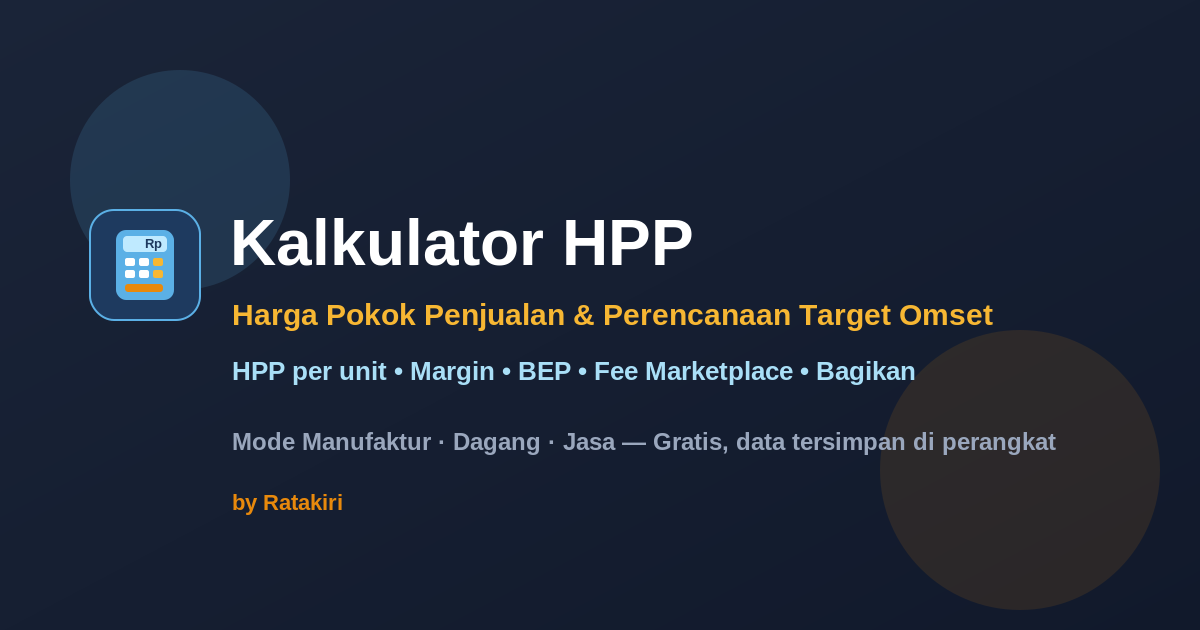 Rp
Kalkulator HPP
Harga Pokok Penjualan & Perencanaan Target Omset
HPP per unit • Margin • BEP • Fee Marketplace • Bagikan
Mode Manufaktur · Dagang · Jasa — Gratis, data tersimpan di perangkat
by Ratakiri